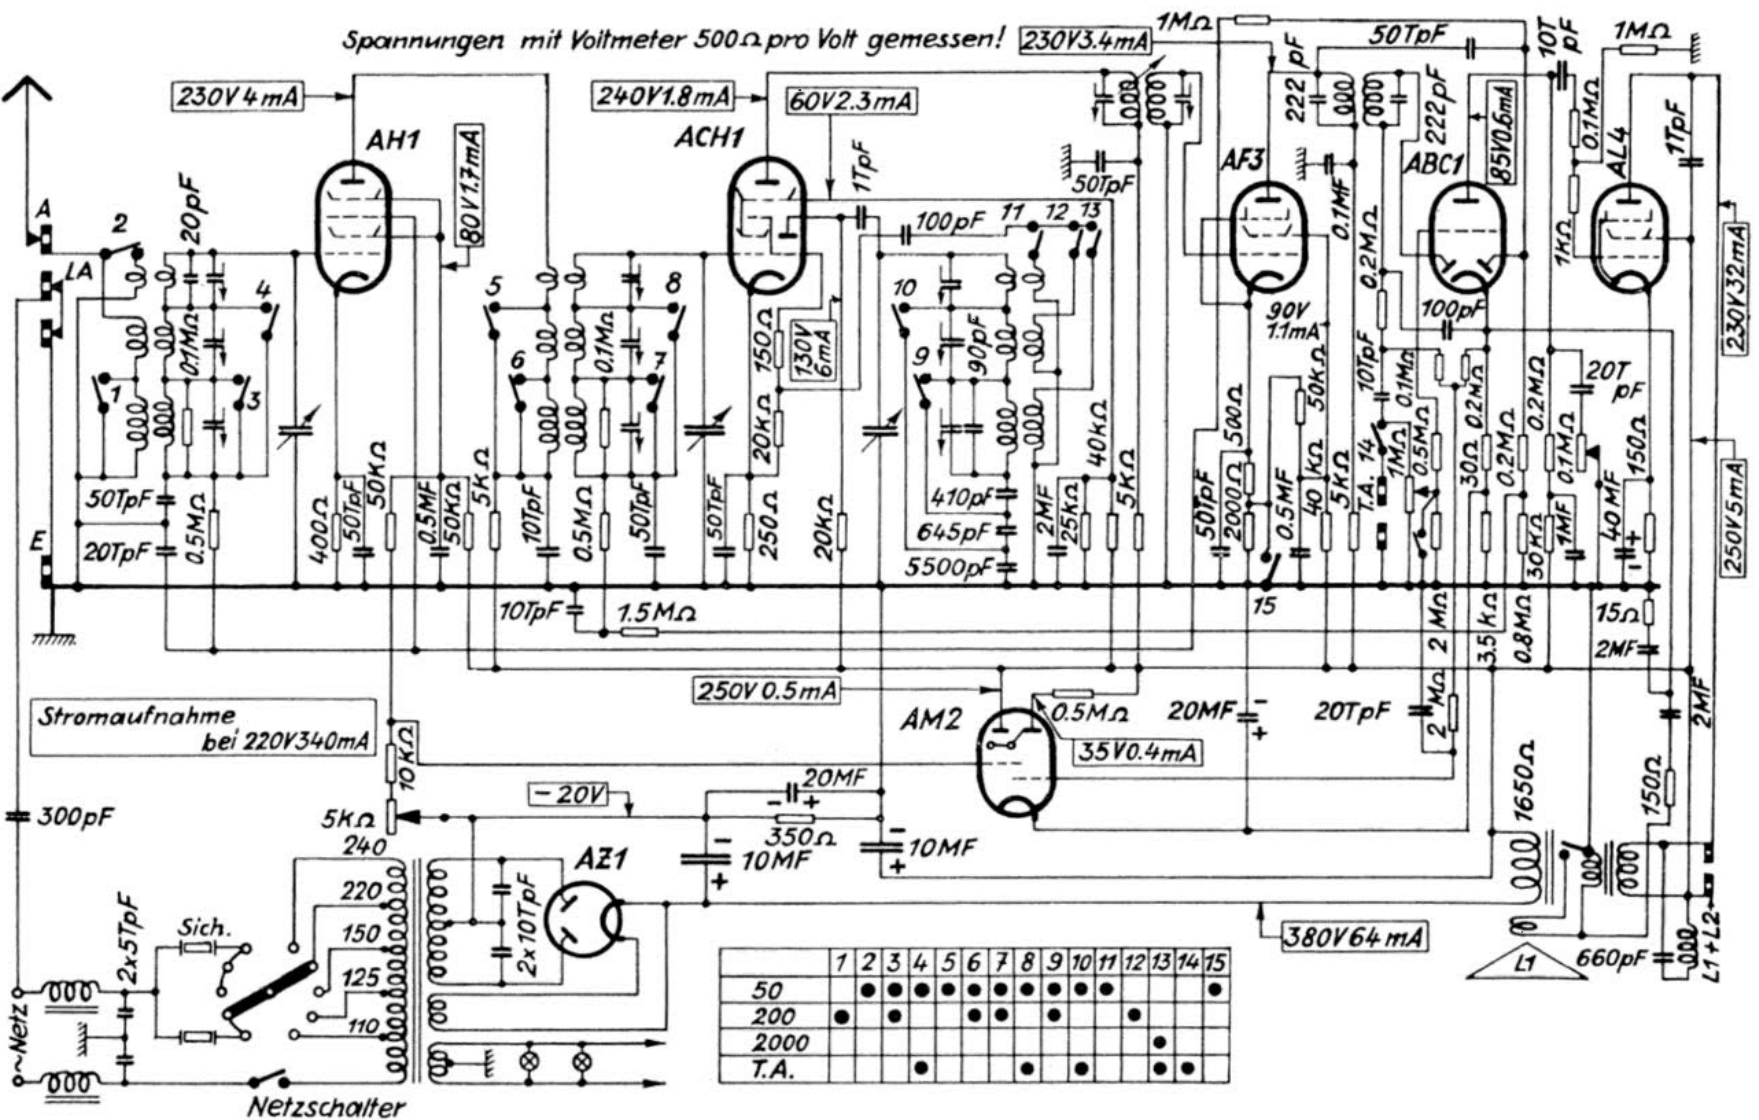 Spannungen mit Voltmeter 500Ω pro Volt gemessen!
230V 3.4mA
1MΩ
50TpF
10T
pF
1MΩ
230V 4mA
240V 1.8mA
60V 2.3mA
222 pF
222pF
85V 0.6mA
0.1MΩ
AH1
ACH1
AF3
ABC1
AL4
1TpF
80V 1.7mA
1TpF
50TpF
0.1MF
A
2
20pF
100pF
11
12
13
0.2MΩ
1KΩ
230V 32mA
LA
4
5
8
10
90V
1.1mA
100pF
0.1MΩ
0.1MΩ
150Ω
130V
6mA
90pF
6
7
9
1
3
50KΩ
10TpF
0.1MΩ
20T
pF
20KΩ
40KΩ
500Ω
0.2MΩ
0.2MΩ
0.2MΩ
50TpF
0.5MΩ
20TpF
400Ω
50TpF
50KΩ
0.5MF
50KΩ
5KΩ
10TpF
0.5MΩ
50TpF
50TpF
250Ω
20KΩ
410pF
645pF
5500pF
2MF
25KΩ
5KΩ
50TpF
2000Ω
0.5MF
40KΩ
5KΩ
T.A. 14
1MΩ
0.5MΩ
30Ω
30KΩ
0.1MΩ
1MF
40MF
+
-
150Ω
250V 5mA
E
10TpF
1.5MΩ
15
2MΩ
3.5KΩ
0.8MΩ
15Ω
2MF
250V 0.5mA
AM2
0.5MΩ
35V 0.4mA
20MF
-
+
20TpF
2MΩ
2MF
Stromaufnahme
bei 220V 340mA
10KΩ
300pF
5KΩ
-20V
20MF
- +
350Ω
-
10MF
+
-
10MF
+
1650Ω
150Ω
240
220
150
125
110
AZ1
2x10TpF
2x5TpF
Sich.
380V 64mA
L1
660pF
L1+L2+
~Netz
Netzschalter
1 2 3 4 5 6 7 8 9 10 11 12 13 14 15
50
200
2000
T.A.